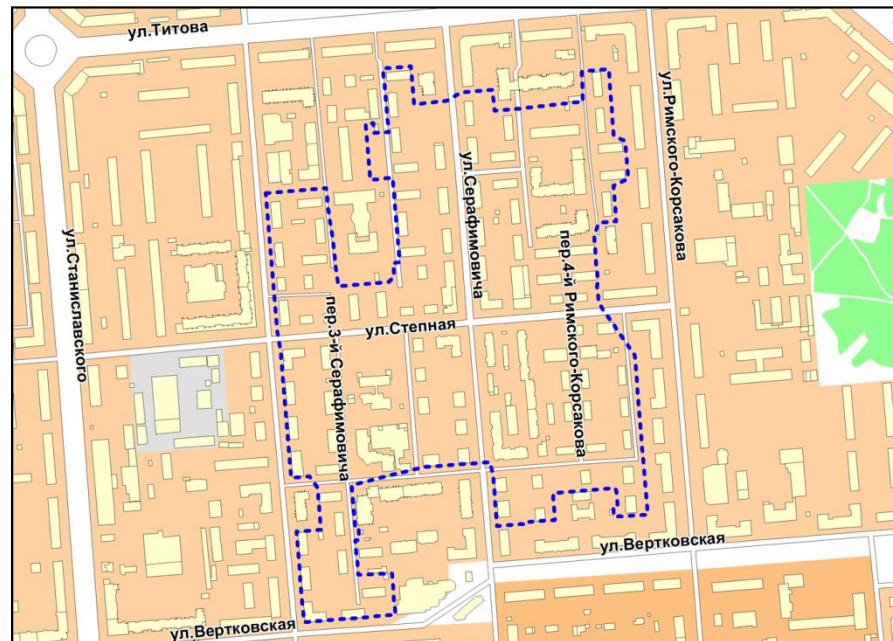 ул.Титова
ул.Станиславского
ул.Серафимовича
ул.Римского-Корсакова
пер.4-й Римского-Корсакова
ул.Степная
пер.3-й Серафимовича
ул.Вертковская
ул.Вертковская